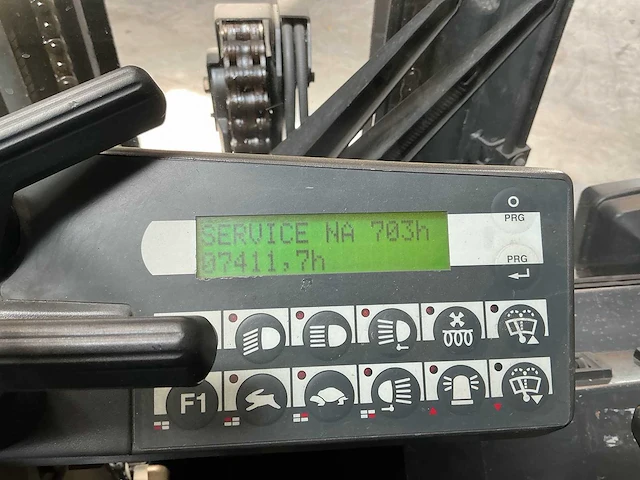 SERVICE NA 703h
07411,7h
PRG
PRG
F1